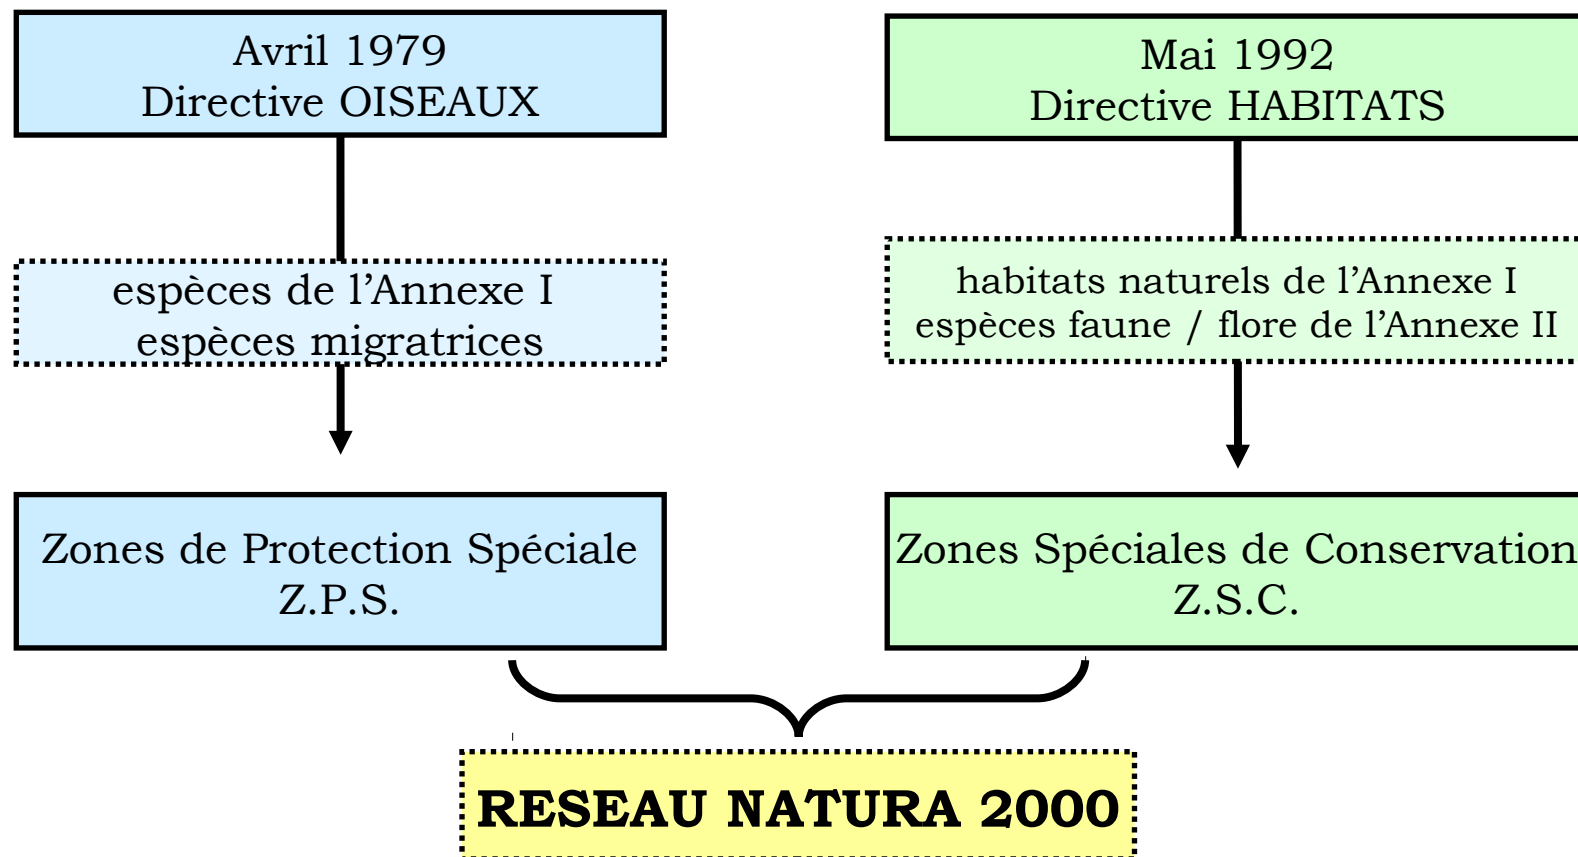 Avril 1979
Directive OISEAUX
espèces de l’Annexe I
espèces migratrices
Zones de Protection Spéciale
Z.P.S.
Mai 1992
Directive HABITATS
habitats naturels de l’Annexe I
espèces faune / flore de l’Annexe II
Zones Spéciales de Conservation
Z.S.C.
RESEAU NATURA 2000